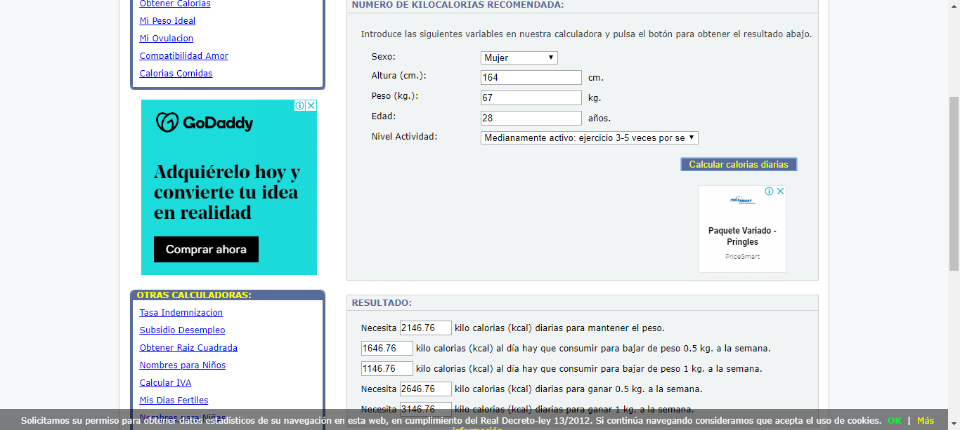 Obtener Calorias
Mi Peso Ideal
Mi Ovulacion
Compatibilidad Amor
Calorias Comidas
GoDaddy
Adquiérelo hoy y
convierte tu idea
en realidad
Comprar ahora
OTRAS CALCULADORAS:
Tasa Indemnizacion
Subsidio Desempleo
Obtener Raiz Cuadrada
Nombres para Niños
Calcular IVA
Mis Dias Fertiles
Nombres para Niñas
NUMERO DE KILOCALORIAS RECOMENDADA:
Introduce las siguientes variables en nuestra calculadora y pulsa el botón para obtener el resultado abajo.
Sexo: Mujer
Altura (cm.): 164 cm.
Peso (kg.): 67 kg.
Edad: 28 años.
Nivel Actividad: Medianamente activo: ejercicio 3-5 veces por se
Calcular calorias diarias
Paquete Variado -
Pringles
PriceSmart
RESULTADO:
Necesita 2146.76 kilo calorias (kcal) diarias para mantener el peso.
1646.76 kilo calorias (kcal) al día hay que consumir para bajar de peso 0.5 kg. a la semana.
1146.76 kilo calorias (kcal) al día hay que consumir para bajar de peso 1 kg. a la semana.
Necesita 2646.76 kilo calorias (kcal) diarias para ganar 0.5 kg. a la semana.
Necesita 3146.76 kilo calorias (kcal) diarias para ganar 1 kg. a la semana.
Solicitamos su permiso para obtener datos estadísticos de su navegación en esta web, en cumplimiento del Real Decreto-ley 13/2012. Si continúa navegando consideramos que acepta el uso de cookies. OK | Más
información